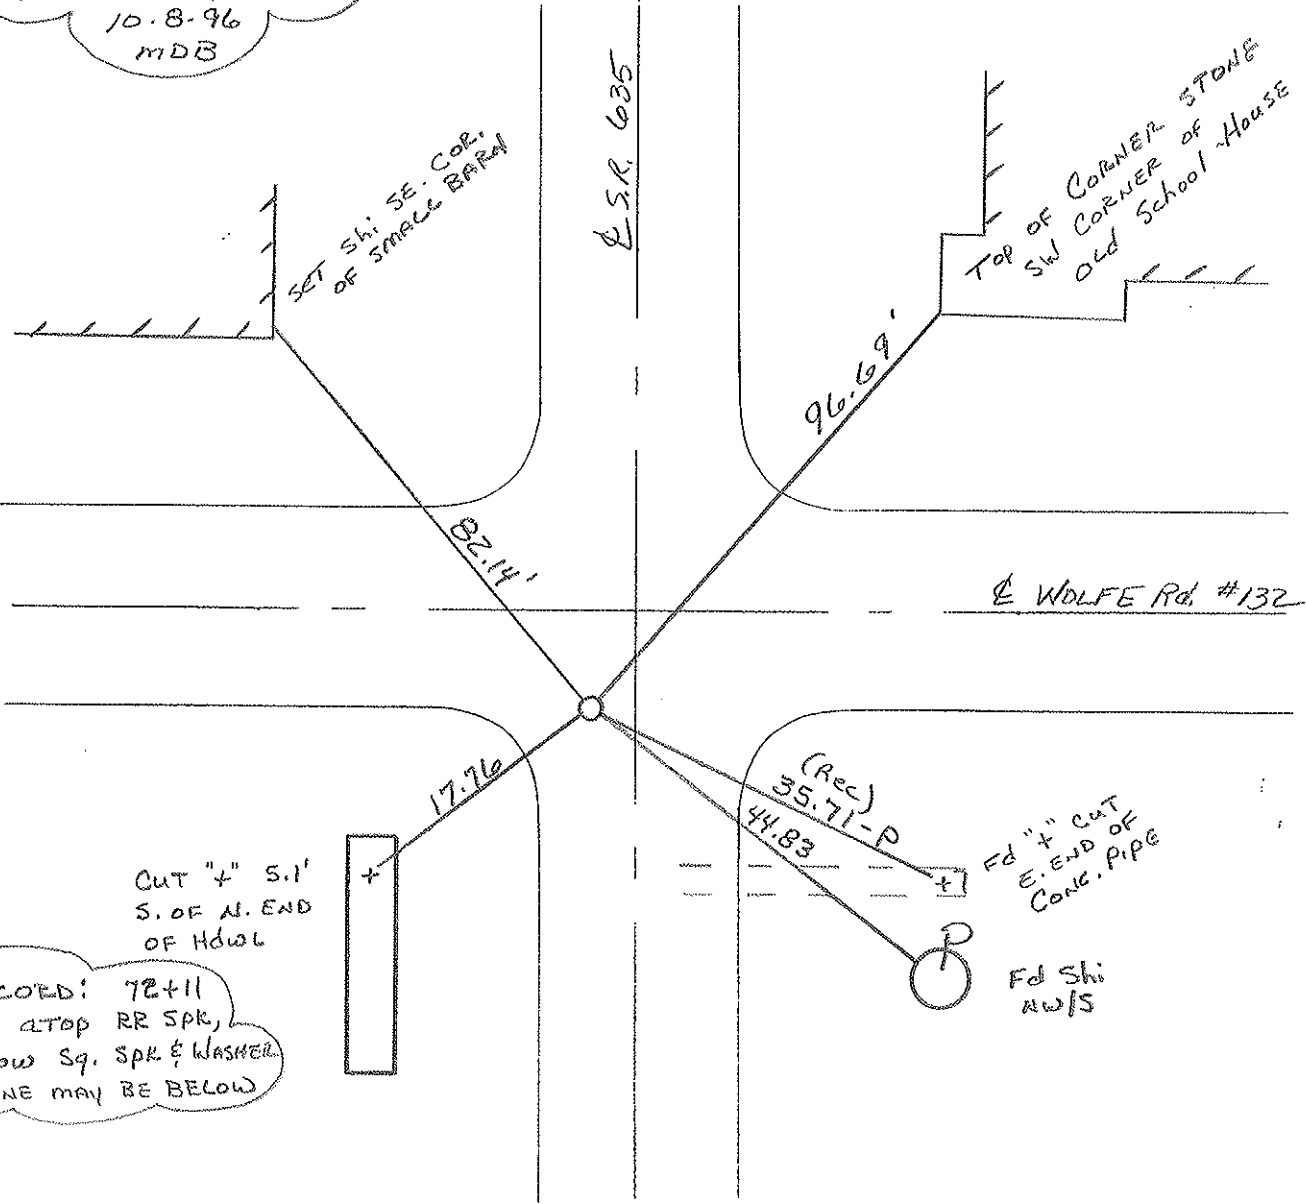 10-8-96
MDB
℄ S.R. 635
SET Shi SE. COR.
OF SMALL BARN
TOP OF CORNER STONE
SW CORNER OF
OLd School House
96.69'
82.14'
℄ WOLFE Rd. #132
17.76
(Rec)
35.71-P
44.83
CUT "+" 5.1'
S. OF N. END
OF HdWL
Fd "+" CUT
E. END OF
CONC. PIPE
P
Fd Shi
NW/S
CORD: 72+11
aTOP RR SPK,
OW Sq. SPK & WASHER
NE MAY BE BELOW